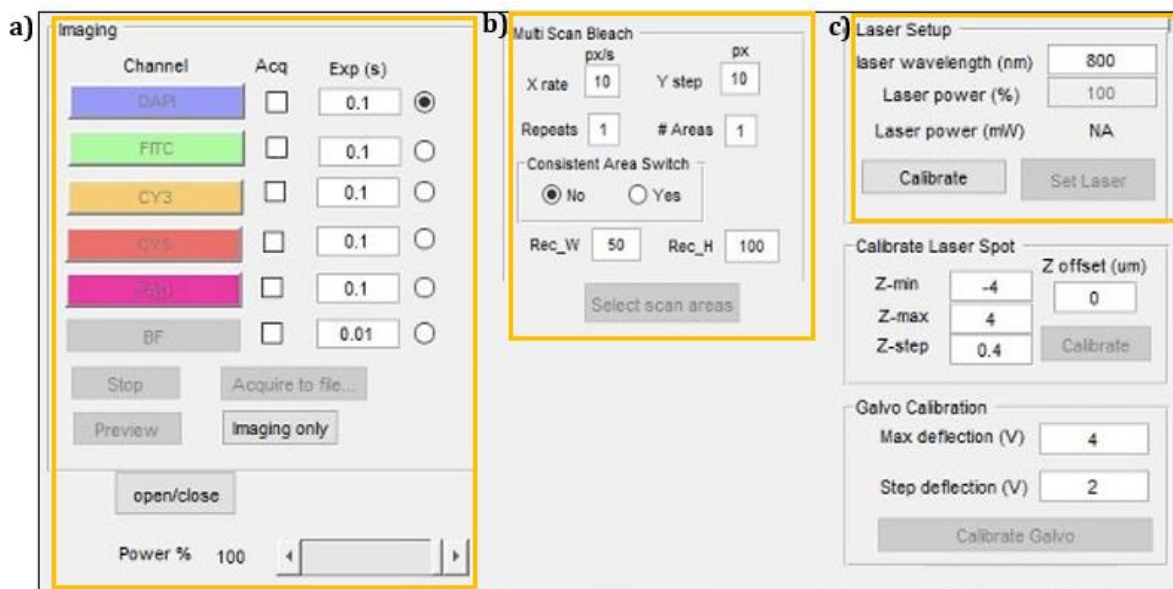 a)
Imaging
Channel Acq Exp (s)
DAPI 0.1
FITC 0.1
CY3 0.1
CY5 0.1
0.1
BF 0.01
Stop Acquire to file...
Preview Imaging only
open/close
Power % 100
b)
Multi Scan Bleach
px/s px
X rate 10 Y step 10
Repeats 1 # Areas 1
Consistent Area Switch
No Yes
Rec_W 50 Rec_H 100
Select scan areas
c)
Laser Setup
laser wavelength (nm) 800
Laser power (%) 100
Laser power (mW) NA
Calibrate Set Laser
Calibrate Laser Spot
Z offset (um)
Z-min -4 0
Z-max 4
Z-step 0.4 Calibrate
Galvo Calibration
Max deflection (V) 4
Step deflection (V) 2
Calibrate Galvo